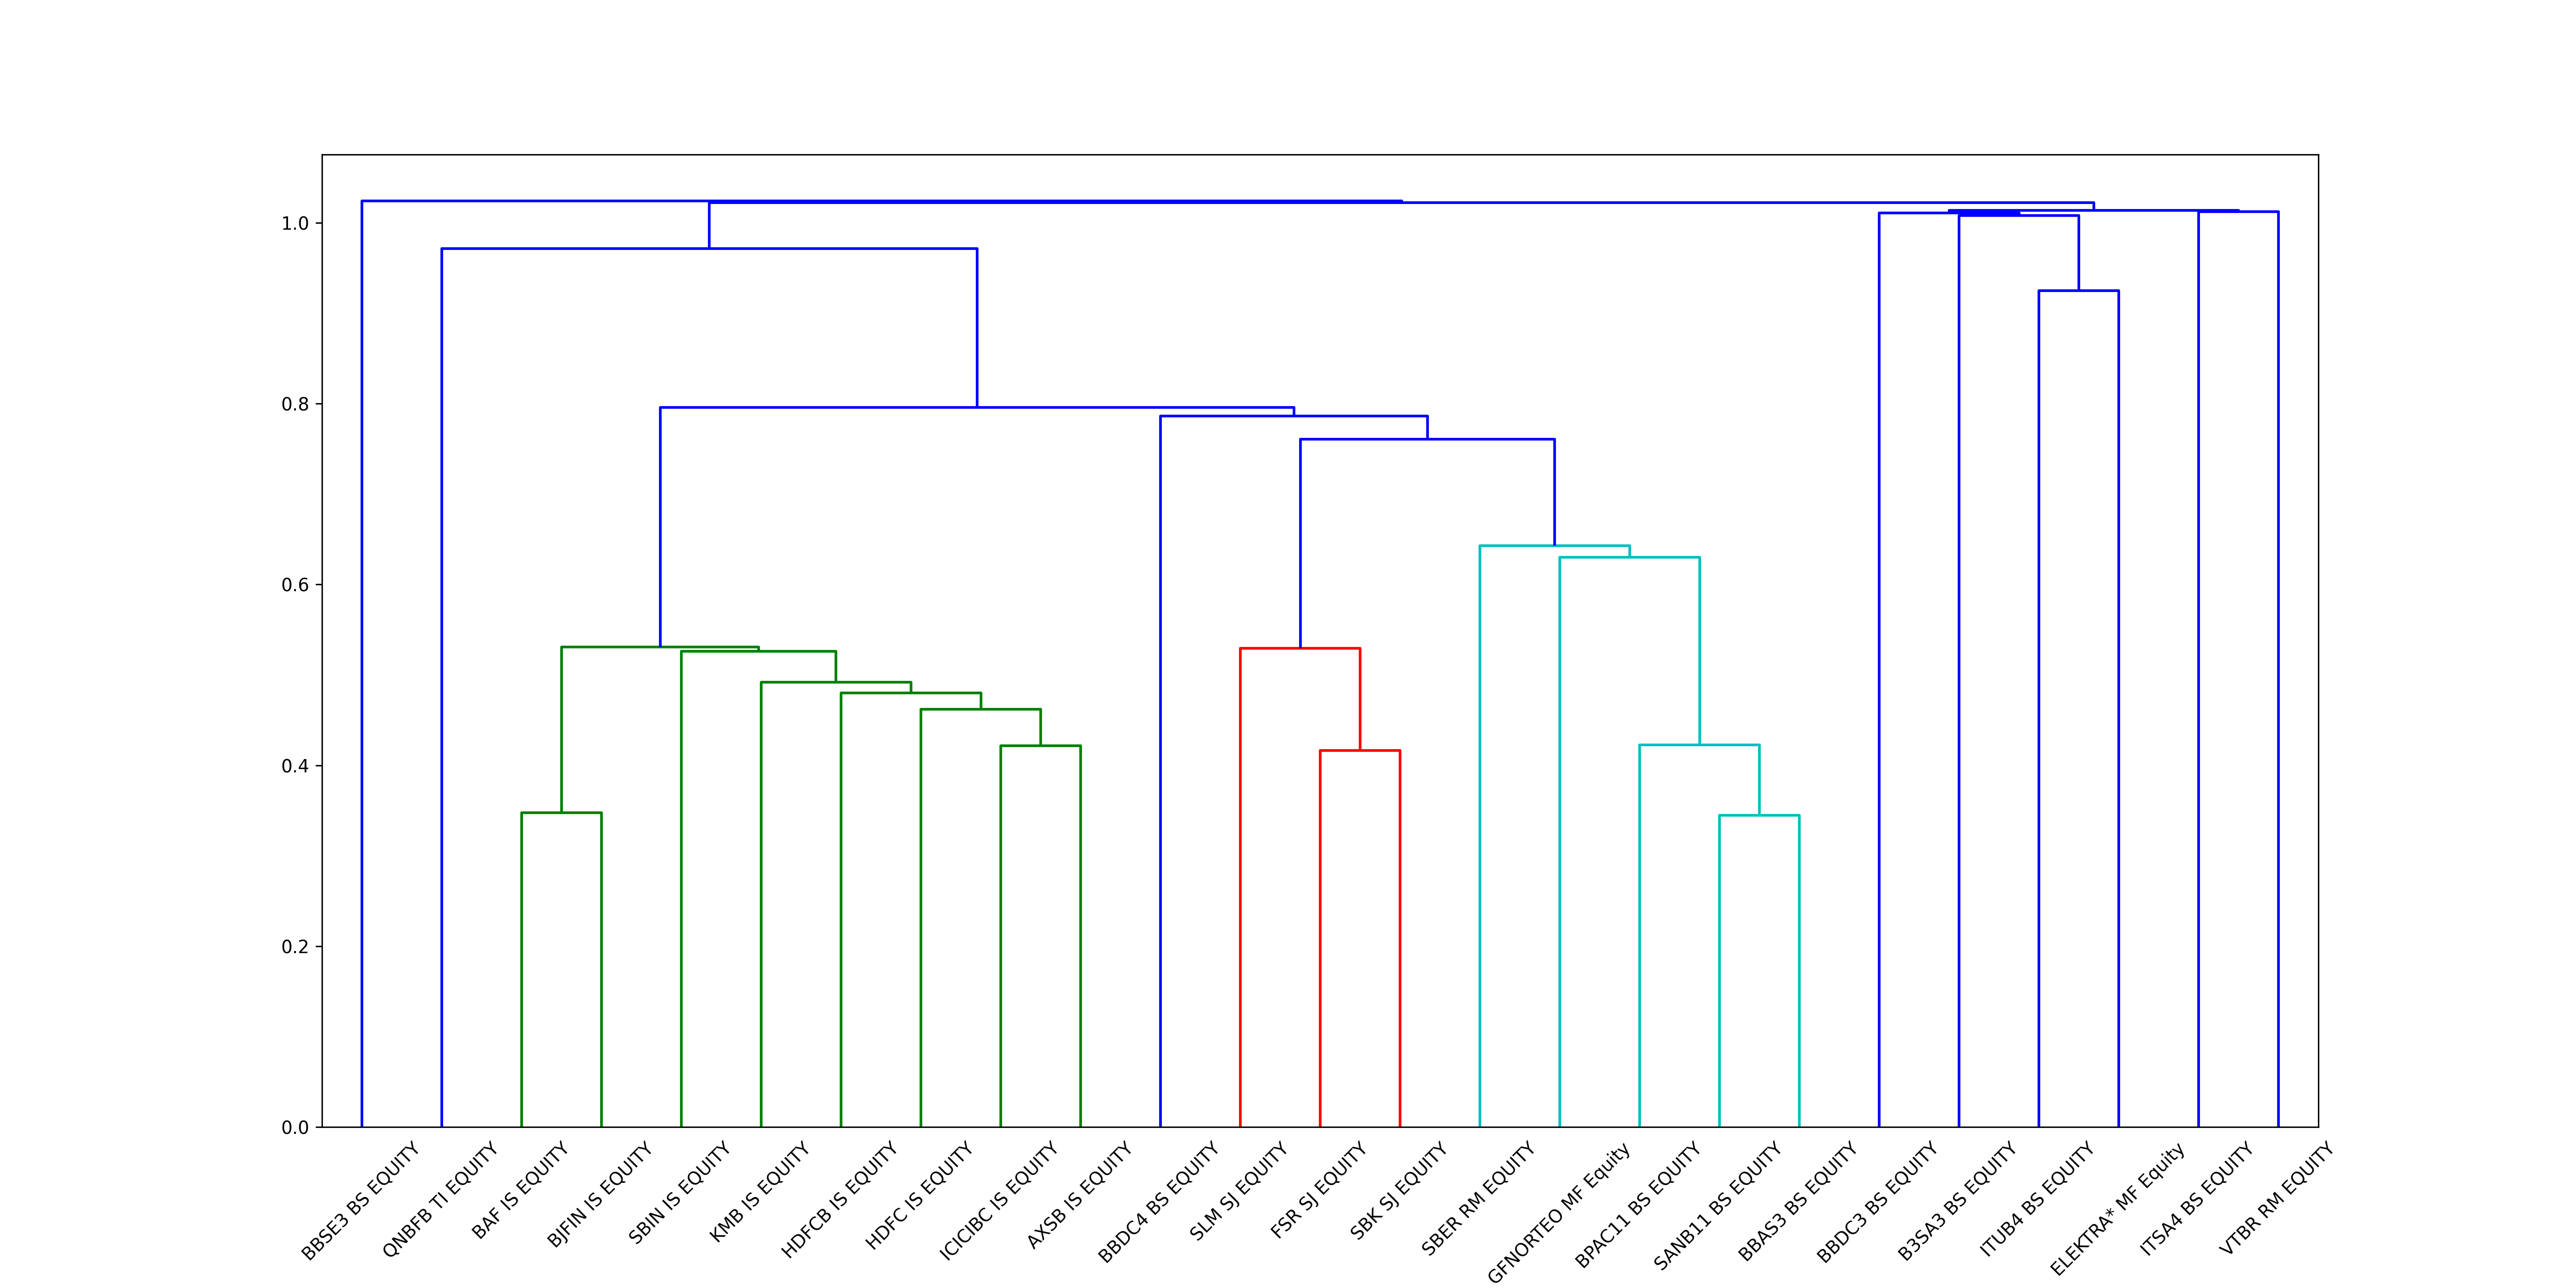 1.0
0.8
0.6
0.4
0.2
0.0
BBSE3 BS EQUITY
QNBFB TI EQUITY
BAF IS EQUITY
BJFIN IS EQUITY
SBIN IS EQUITY
KMB IS EQUITY
HDFCB IS EQUITY
HDFC IS EQUITY
ICICIBC IS EQUITY
AXSB IS EQUITY
BBDC4 BS EQUITY
SLM SJ EQUITY
FSR SJ EQUITY
SBK SJ EQUITY
SBER RM EQUITY
GFNORTEO MF Equity
BPAC11 BS EQUITY
SANB11 BS EQUITY
BBAS3 BS EQUITY
BBDC3 BS EQUITY
B3SA3 BS EQUITY
ITUB4 BS EQUITY
ELEKTRA* MF Equity
ITSA4 BS EQUITY
VTBR RM EQUITY